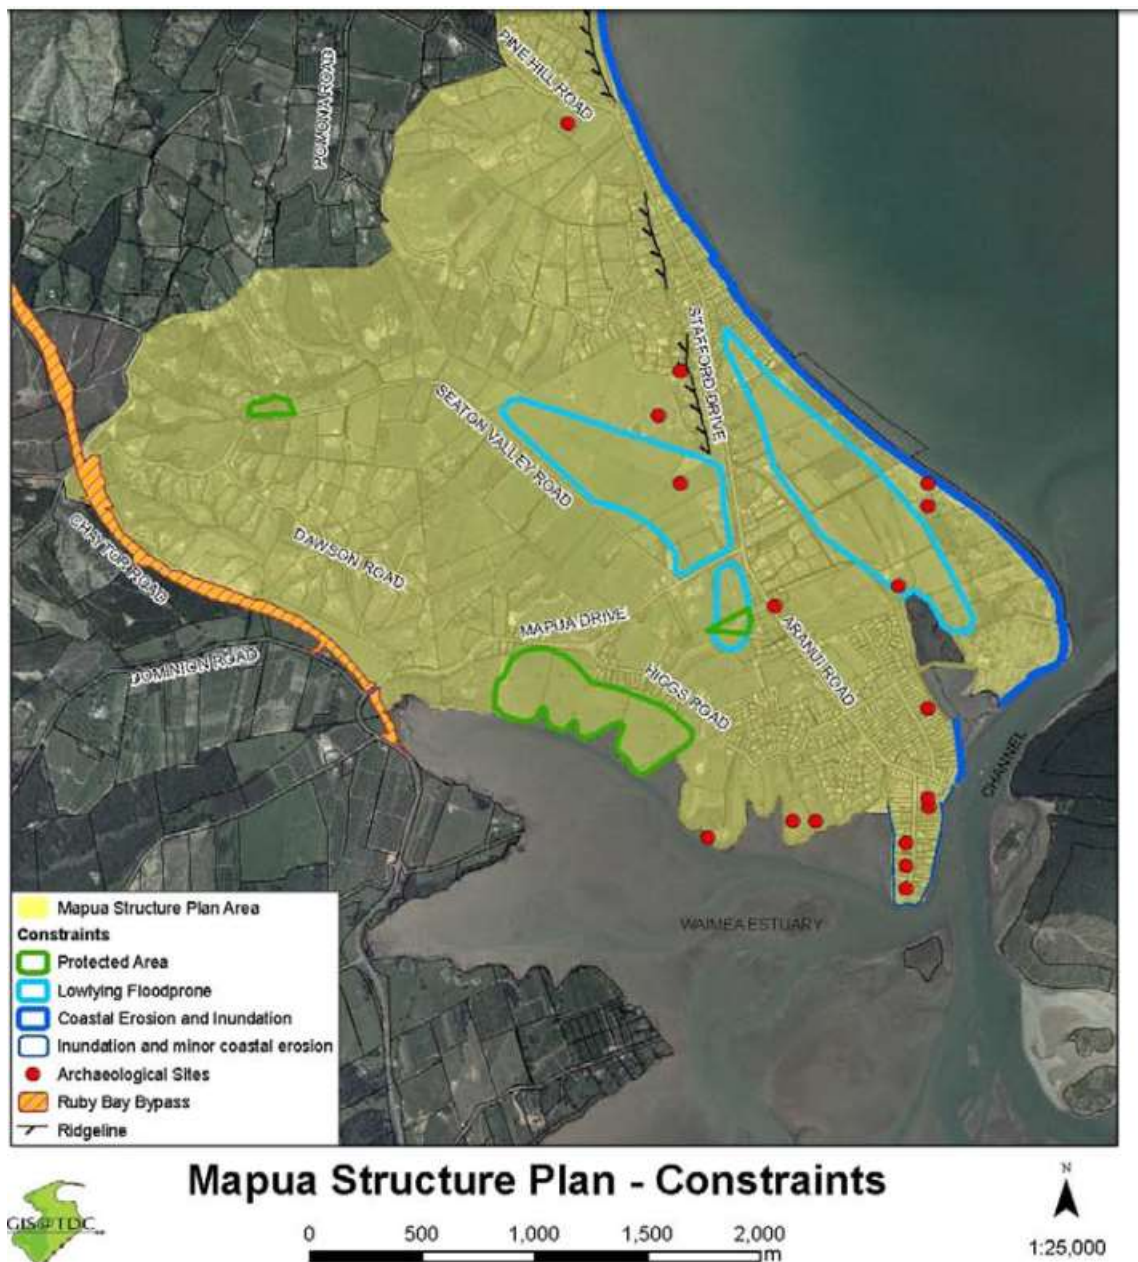 PINE HILL ROAD
POMONA ROAD
STAFFORD DRIVE
SEATON VALLEY ROAD
CHAYTOR ROAD
DAWSON ROAD
MAPUA DRIVE
DOMINION ROAD
HIGGS ROAD
ARANUI ROAD
CHANNEL
WAIMEA ESTUARY
Mapua Structure Plan Area
Constraints
Protected Area
Lowlying Floodprone
Coastal Erosion and Inundation
Inundation and minor coastal erosion
Archaeological Sites
Ruby Bay Bypass
Ridgeline
Mapua Structure Plan - Constraints
GIS@TDC
0 500 1,000 1,500 2,000
m
N
1:25,000